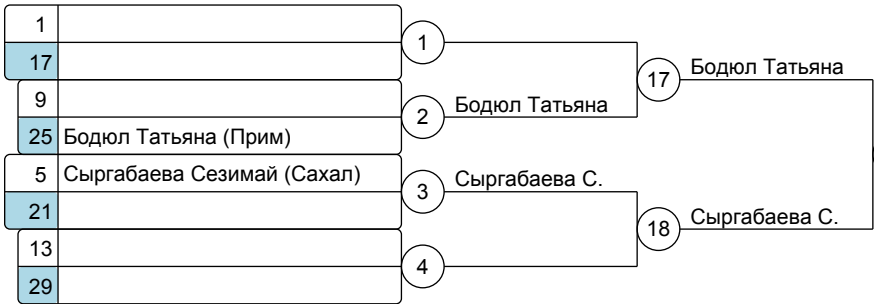 1
17
1
9
25 Бодюл Татьяна (Прим)
2 Бодюл Татьяна
17 Бодюл Татьяна
5 Сыргабаева Сезимай (Сахал)
21
3 Сыргабаева С.
13
29
4
18 Сыргабаева С.